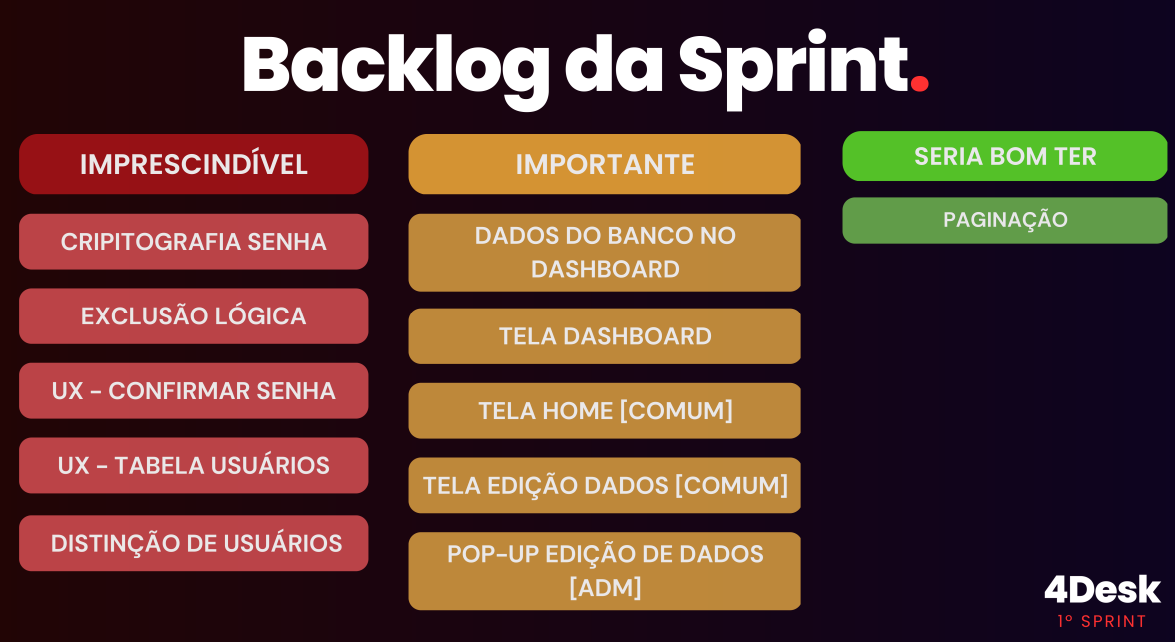 Backlog da Sprint.
IMPRESCINDÍVEL
CRIPITOGRAFIA SENHA
EXCLUSÃO LÓGICA
UX - CONFIRMAR SENHA
UX - TABELA USUÁRIOS
DISTINÇÃO DE USUÁRIOS
IMPORTANTE
DADOS DO BANCO NO
DASHBOARD
TELA DASHBOARD
TELA HOME [COMUM]
TELA EDIÇÃO DADOS [COMUM]
POP-UP EDIÇÃO DE DADOS
[ADM]
SERIA BOM TER
PAGINAÇÃO
4Desk
1º SPRINT